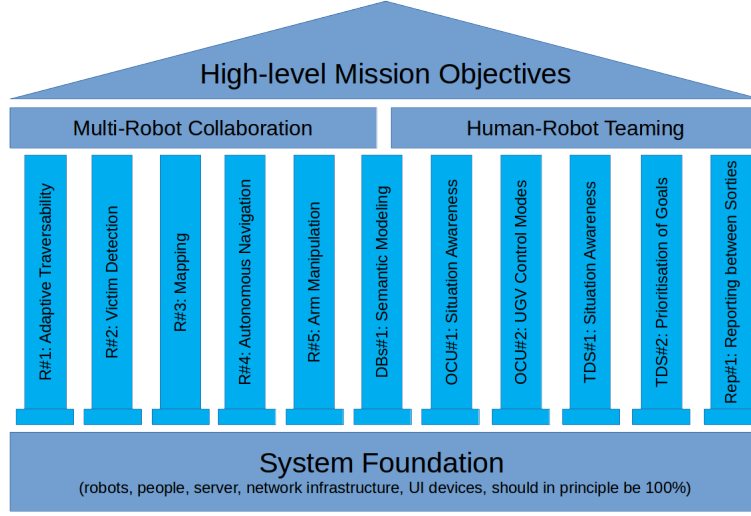 High-level Mission Objectives
Multi-Robot Collaboration
Human-Robot Teaming
R#1: Adaptive Traversability
R#2: Victim Detection
R#3: Mapping
R#4: Autonomous Navigation
R#5: Arm Manipulation
DBs#1: Semantic Modeling
OCU#1: Situation Awareness
OCU#2: UGV Control Modes
TDS#1: Situation Awareness
TDS#2: Prioritisation of Goals
Rep#1: Reporting between Sorties
System Foundation
(robots, people, server, network infrastructure, UI devices, should in principle be 100%)